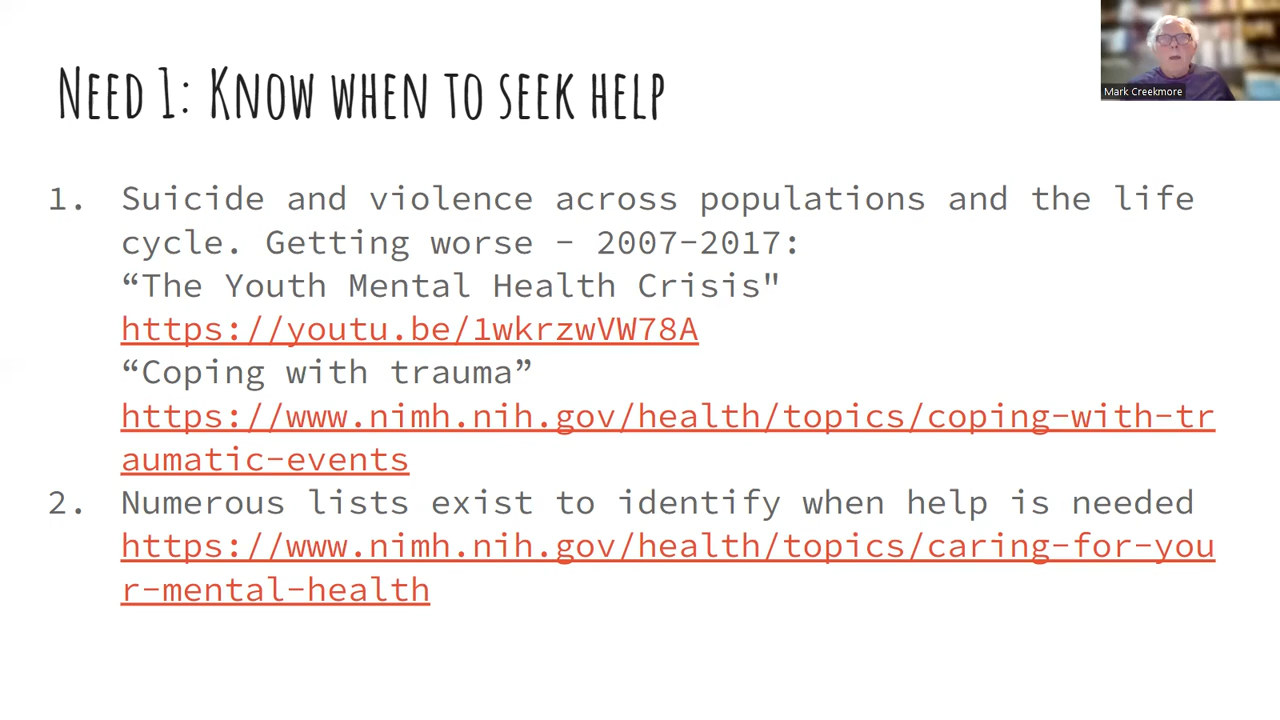 Need 1: Know when to seek help
Mark Creekmore
1. Suicide and violence across populations and the life
cycle. Getting worse - 2007-2017:
“The Youth Mental Health Crisis"
https://youtu.be/1wkrzwVW78A
“Coping with trauma”
https://www.nimh.nih.gov/health/topics/coping-with-tr
aumatic-events
2. Numerous lists exist to identify when help is needed
https://www.nimh.nih.gov/health/topics/caring-for-you
r-mental-health